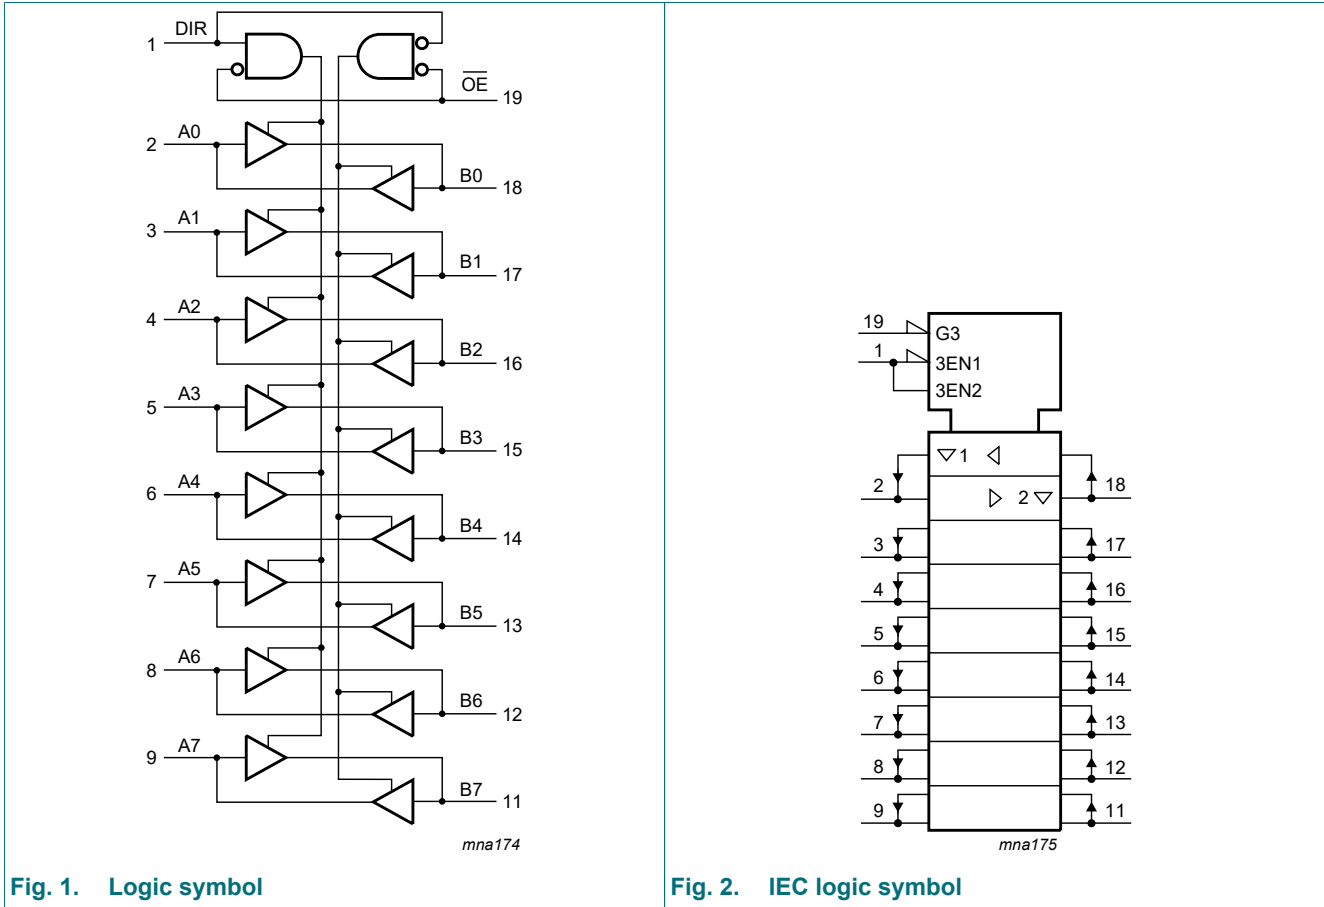 DIR
1
OE
19
A0
2
B0
18
A1
3
B1
17
A2
4
B2
16
A3
5
B3
15
A4
6
B4
14
A5
7
B5
13
A6
8
B6
12
A7
9
B7
11
mna174
Fig. 1. Logic symbol
19
G3
1
3EN1
3EN2
1
2
18
2
3
17
4
16
5
15
6
14
7
13
8
12
9
11
mna175
Fig. 2. IEC logic symbol